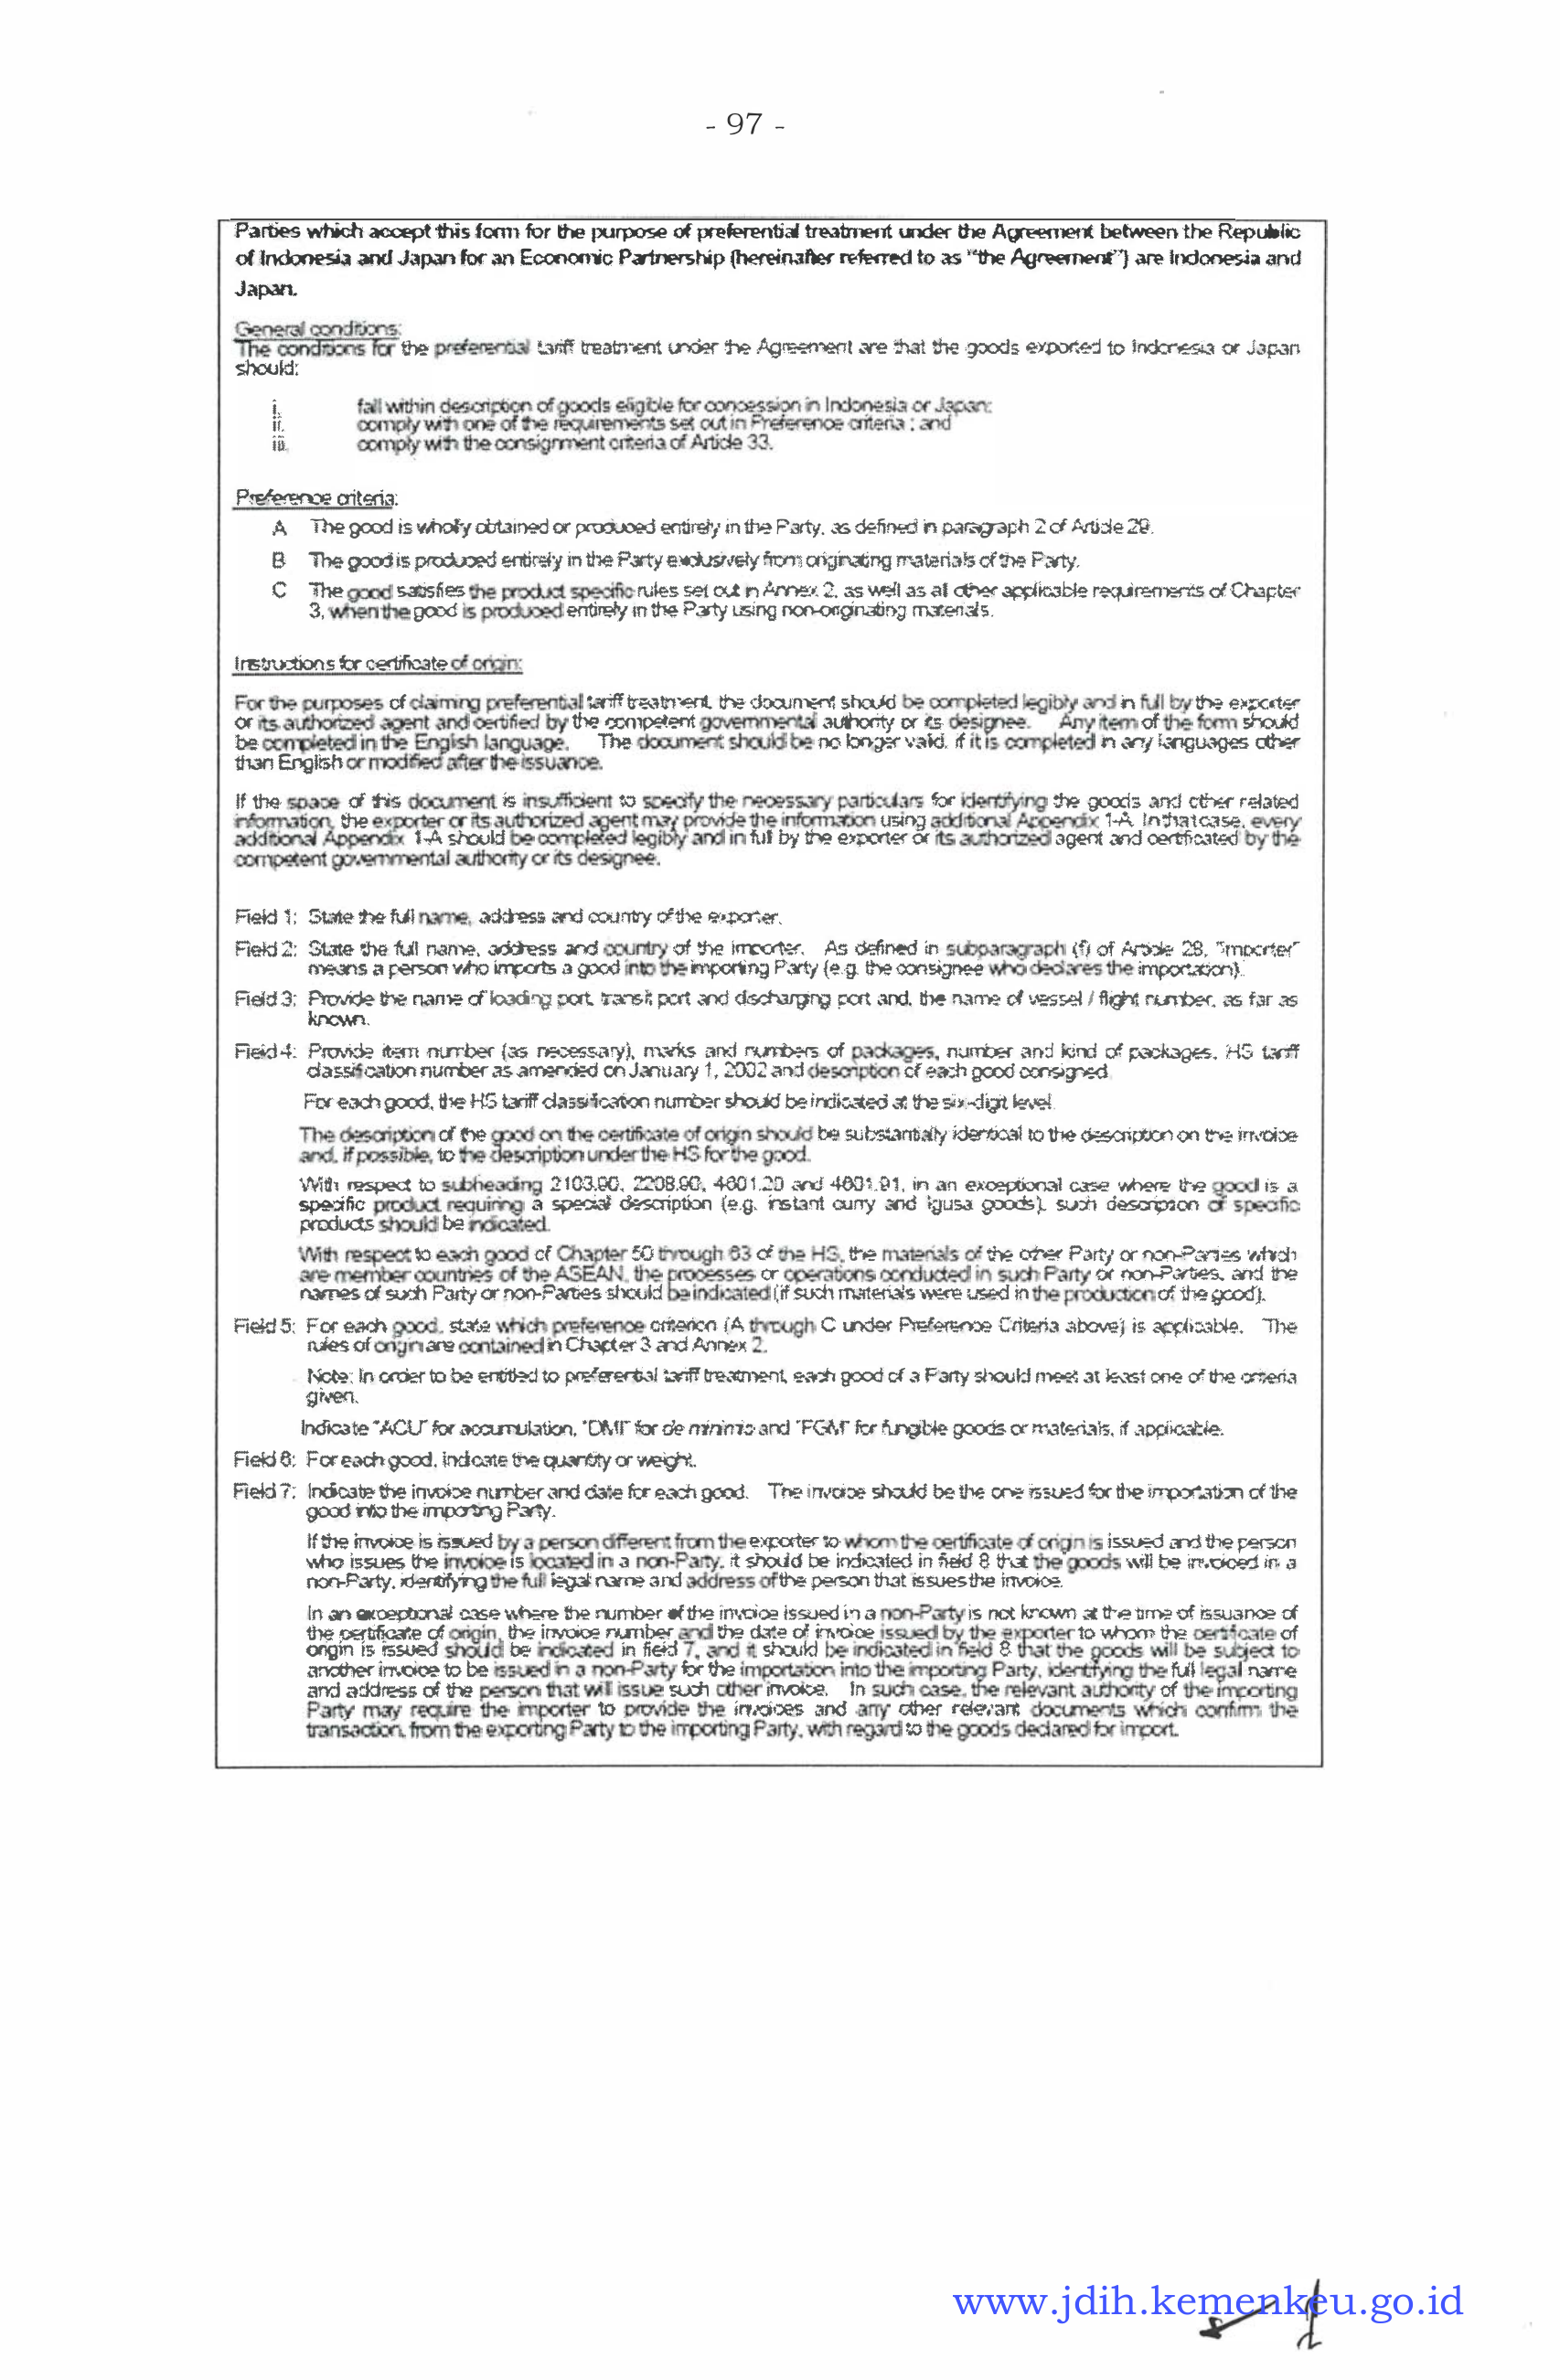 - 97 -
Parties which accept this form for the purpose of preferential treatment under the Agreement between the Republic
of Indonesia and Japan for an Economic Partnership (hereinafter referred to as "the Agreement") are Indonesia and
Japan.
General conditions:
The conditions for the preferential tariff treatment under the Agreement are that the goods exported to Indonesia or Japan
should:
i. fall within description of goods eligible for concession in Indonesia or Japan;
ii. comply with one of the requirements set out in Preference criteria ; and
iii. comply with the consignment criteria of Article 33.
Preference criteria:
A The good is wholly obtained or produced entirely in the Party, as defined in paragraph 2 of Article 29.
B The good is produced entirely in the Party exclusively from originating materials of the Party.
C The good satisfies the product specific rules set out in Annex 2, as well as all other applicable requirements of Chapter
3, when the good is produced entirely in the Party using non-originating materials.
Instructions for certificate of origin:
For the purposes of claiming preferential tariff treatment, the document should be completed legibly and in full by the exporter
or its authorized agent and certified by the competent governmental authority or its designee. Any item of the form should
be completed in the English language. The document should be no longer valid, if it is completed in any languages other
than English or modified after the issuance.
If the space of this document is insufficient to specify the necessary particulars for identifying the goods and other related
information, the exporter or its authorized agent may provide the information using additional Appendix 1-A. In that case, every
additional Appendix 1-A should be completed legibly and in full by the exporter or its authorized agent and certificated by the
competent governmental authority or its designee.
Field 1: State the full name, address and country of the exporter.
Field 2: State the full name, address and country of the importer. As defined in subparagraph (f) of Article 28, "importer"
means a person who imports a good into the importing Party (e.g. the consignee who declares the importation).
Field 3: Provide the name of loading port, transit port and discharging port and, the name of vessel / flight number, as far as
known.
Field 4: Provide item number (as necessary), marks and numbers of packages, number and kind of packages, HS tariff
classification number as amended on January 1, 2002 and description of each good consigned.
For each good, the HS tariff classification number should be indicated at the six-digit level.
The description of the good on the certificate of origin should be substantially identical to the description on the invoice
and, if possible, to the description under the HS for the good.
With respect to subheading 2103.90, 2208.90, 4601.20 and 4601.91, in an exceptional case where the good is a
specific product requiring a special description (e.g. instant curry and igusa goods), such description of specific
products should be indicated.
With respect to each good of Chapter 50 through 63 of the HS, the materials of the other Party or non-Parties which
are member countries of the ASEAN, the processes or operations conducted in such Party or non-Parties, and the
names of such Party or non-Parties should be indicated (if such materials were used in the production of the good).
Field 5: For each good, state which preference criterion (A through C under Preference Criteria above) is applicable. The
rules of origin are contained in Chapter 3 and Annex 2.
Note: In order to be entitled to preferential tariff treatment, each good of a Party should meet at least one of the criteria
given.
Indicate "ACU" for accumulation, "DMI" for de minimis and "FGM" for fungible goods or materials, if applicable.
Field 6: For each good, indicate the quantity or weight.
Field 7: Indicate the invoice number and date for each good. The invoice should be the one issued for the importation of the
good into the importing Party.
If the invoice is issued by a person different from the exporter to whom the certificate of origin is issued and the person
who issues the invoice is located in a non-Party, it should be indicated in field 8 that the goods will be invoiced in a
non-Party, identifying the full legal name and address of the person that issues the invoice.
In an exceptional case where the number of the invoice issued in a non-Party is not known at the time of issuance of
the certificate of origin, the invoice number and the date of invoice issued by the exporter to whom the certificate of
origin is issued should be indicated in field 7, and it should be indicated in field 8 that the goods will be subject to
another invoice to be issued in a non-Party for the importation into the importing Party, identifying the full legal name
and address of the person that will issue such other invoice. In such case, the relevant authority of the importing
Party may require the importer to provide the invoices and any other relevant documents which confirm the
transaction, from the exporting Party to the importing Party, with regard to the goods declared for import.
www.jdih.kemenkeu.go.id